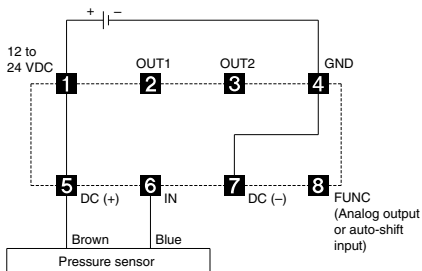 + –
12 to
24 VDC
OUT1
OUT2
GND
1
2
3
4
5
6
7
8
DC (+)
IN
DC (–)
FUNC
(Analog output
or auto-shift
input)
Brown
Blue
Pressure sensor